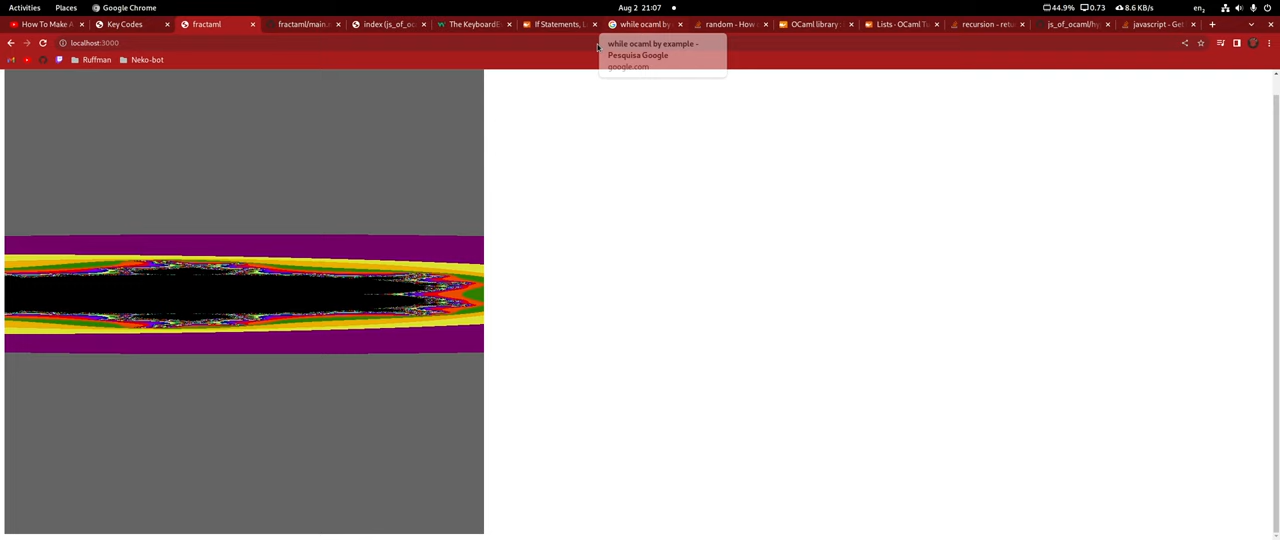 Activities Places Google Chrome Aug 2 21:07 44.9% 0.73 8.6 KB/s en₂
How To Make A Key Codes fractaml fractaml/main. index (js_of_oc The KeyboardE If Statements, L while ocaml by random - How OCaml library : Lists - OCaml Tu recursion - retu js_of_ocaml/hy javascript - Get
localhost:3000
while ocaml by example -
Pesquisa Google
google.com
Ruffman Neko-bot